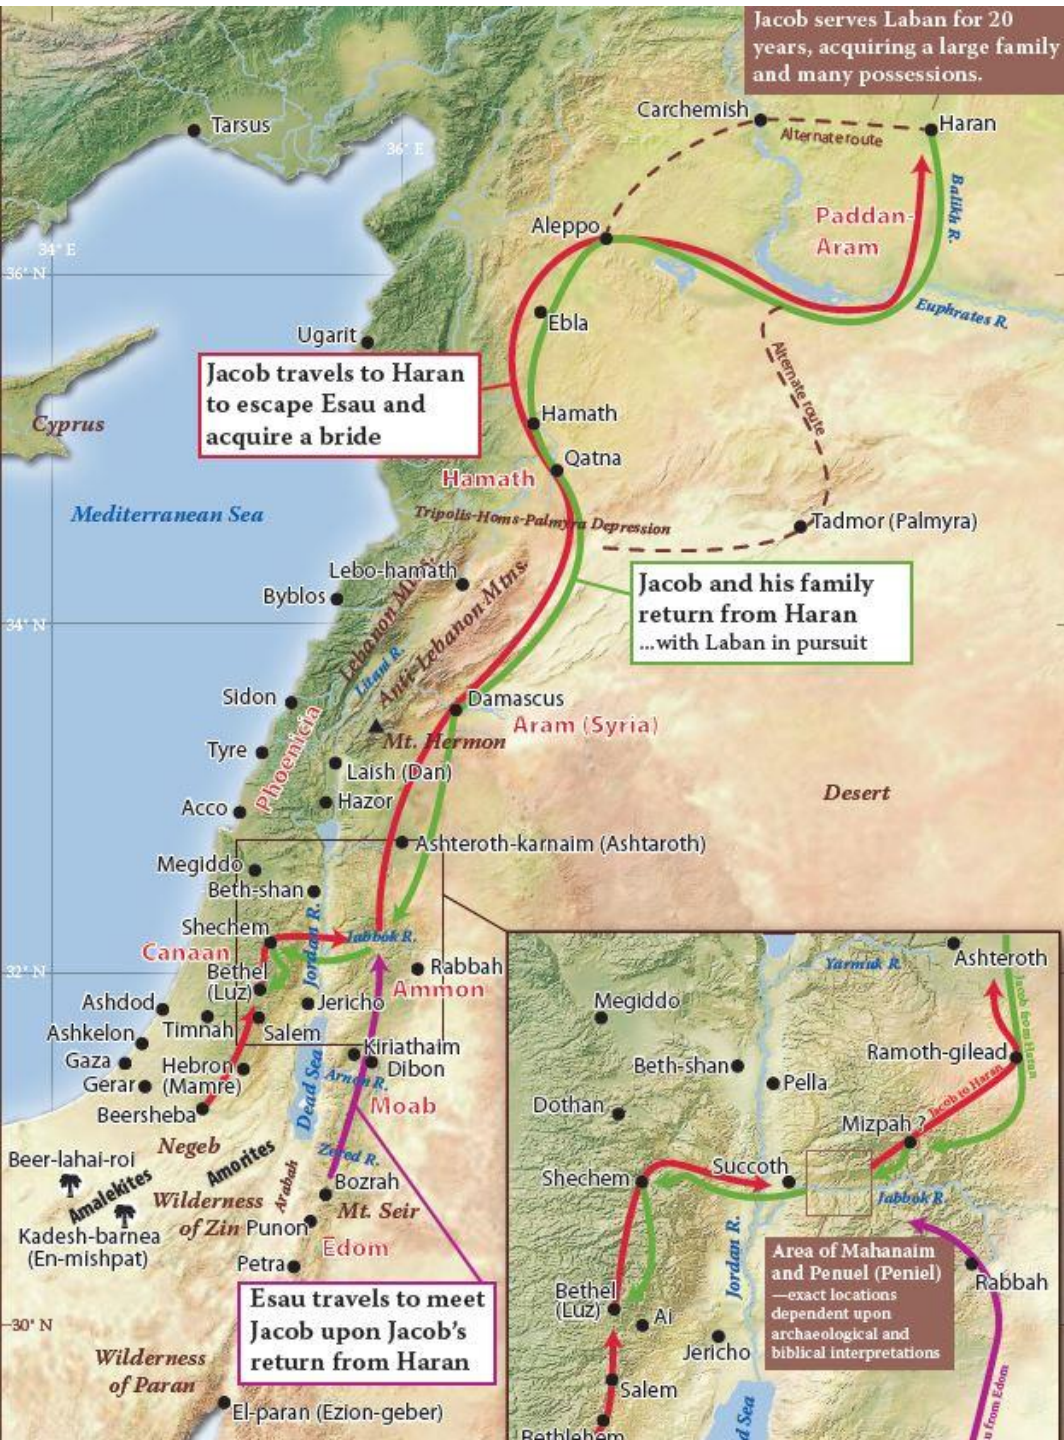 Jacob serves Laban for 20
years, acquiring a large family
and many possessions.
Carchemish
Haran
Alternate route
Tarsus
36° E
Balikh R.
Paddan-
Aram
Aleppo
34° E
36° N
Euphrates R.
Ebla
Ugarit
Alternate route
Jacob travels to Haran
to escape Esau and
acquire a bride
Cyprus
Hamath
Qatna
Hamath
Mediterranean Sea
Tripolis-Homs-Palmyra Depression
Tadmor (Palmyra)
Lebo-hamath
Byblos
Lebanon Mtns.
Anti-Lebanon Mtns.
Litani R.
Jacob and his family
return from Haran
...with Laban in pursuit
34° N
Sidon
Damascus
Aram (Syria)
Phoenicia
Mt. Hermon
Tyre
Laish (Dan)
Desert
Acco
Hazor
Ashteroth-karnaim (Ashtaroth)
Megiddo
Beth-shan
Shechem
Jordan R.
Jabbok R.
Canaan
32° N
Bethel
(Luz)
Rabbah
Ammon
Ashdod
Jericho
Timnah
Salem
Ashkelon
Kiriathaim
Gaza
Hebron
(Mamre)
Dibon
Gerar
Dead Sea
Arnon R.
Moab
Beersheba
Negeb
Zered R.
Beer-lahai-roi
Amorites
Amalekites
Arabah
Bozrah
Wilderness
of Zin
Mt. Seir
Kadesh-barnea
(En-mishpat)
Punon
Edom
Petra
Esau travels to meet
Jacob upon Jacob's
return from Haran
30° N
Wilderness
of Paran
El-paran (Ezion-geber)
Yarmuk R.
Ashteroth
Megiddo
Jacob from Haran
Ramoth-gilead
Beth-shan
Pella
Jacob to Haran
Dothan
Mizpah ?
Shechem
Succoth
Jabbok R.
Jordan R.
Area of Mahanaim
and Penuel (Peniel)
—exact locations
dependent upon
archaeological and
biblical interpretations
Rabbah
Bethel
(Luz)
Ai
Jericho
Salem
from Edom
Sea
Bethlehem